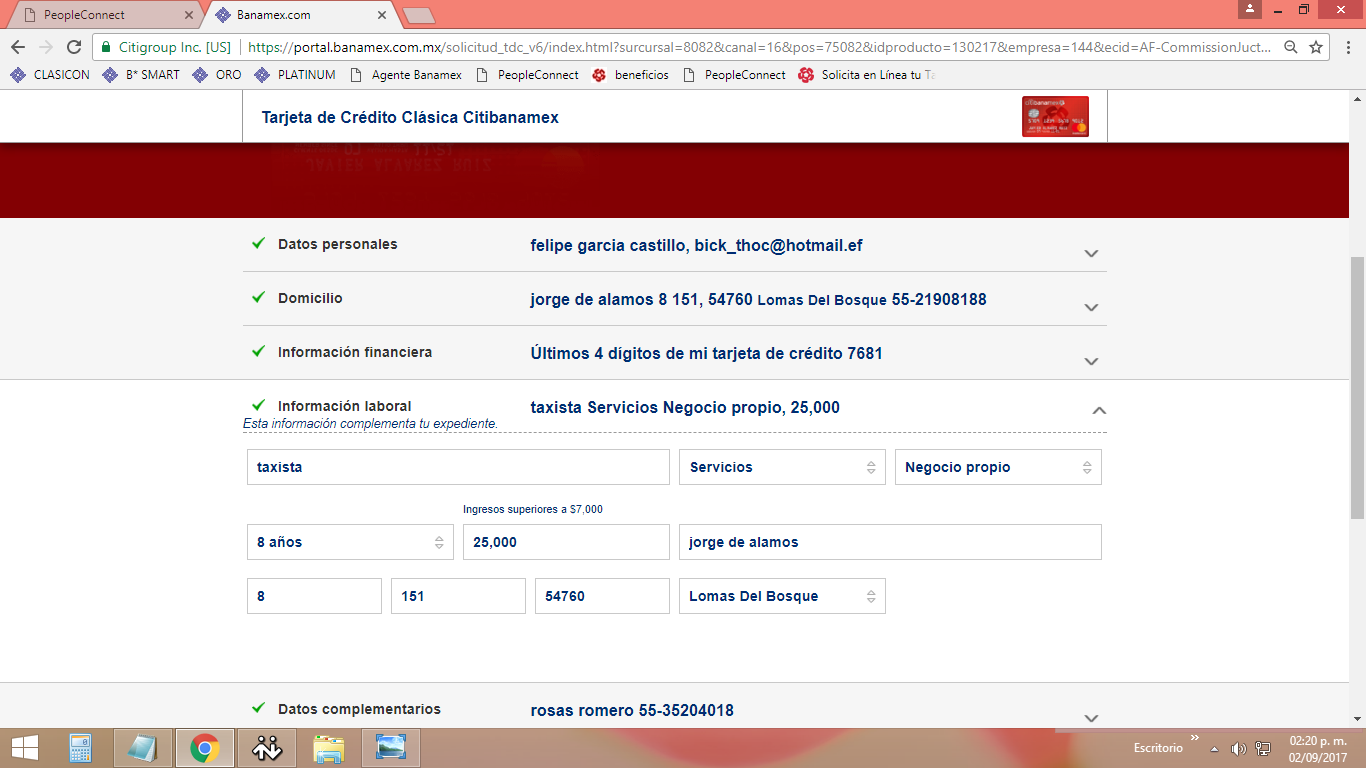 PeopleConnect
Banamex.com
Citigroup Inc. [US] https://portal.banamex.com.mx/solicitud_tdc_v6/index.html?surcursal=8082&canal=16&pos=75082&idproducto=130217&empresa=144&ecid=AF-CommissionJuct...
CLASICON B* SMART ORO PLATINUM Agente Banamex PeopleConnect beneficios PeopleConnect Solicita en Línea tu
Tarjeta de Crédito Clásica Citibanamex
citibanamex
JAVIER ALVAREZ RUIZ
Datos personales felipe garcia castillo, bick_thoc@hotmail.ef
Domicilio jorge de alamos 8 151, 54760 Lomas Del Bosque 55-21908188
Información financiera Últimos 4 dígitos de mi tarjeta de crédito 7681
Información laboral taxista Servicios Negocio propio, 25,000
Esta información complementa tu expediente.
taxista Servicios Negocio propio
Ingresos superiores a $7,000
8 años 25,000 jorge de alamos
8 151 54760 Lomas Del Bosque
Datos complementarios rosas romero 55-35204018
Escritorio » 02:20 p. m.
02/09/2017